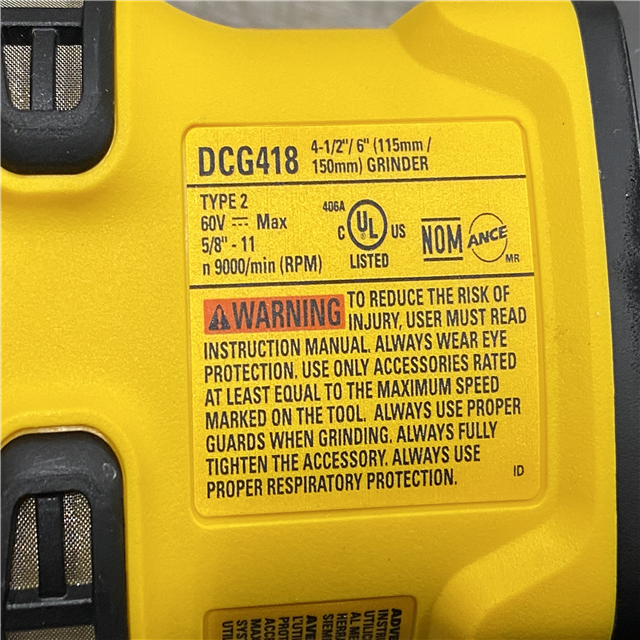 DCG418 4-1/2"/ 6" (115mm /
150mm) GRINDER
TYPE 2
60V ⎓ Max
5/8" - 11
n 9000/min (RPM)
406A
C UL US
LISTED
NOM ANCE
MR
⚠WARNING TO REDUCE THE RISK OF
INJURY, USER MUST READ
INSTRUCTION MANUAL. ALWAYS WEAR EYE
PROTECTION. USE ONLY ACCESSORIES RATED
AT LEAST EQUAL TO THE MAXIMUM SPEED
MARKED ON THE TOOL. ALWAYS USE PROPER
GUARDS WHEN GRINDING. ALWAYS FULLY
TIGHTEN THE ACCESSORY. ALWAYS USE
PROPER RESPIRATORY PROTECTION.
ID